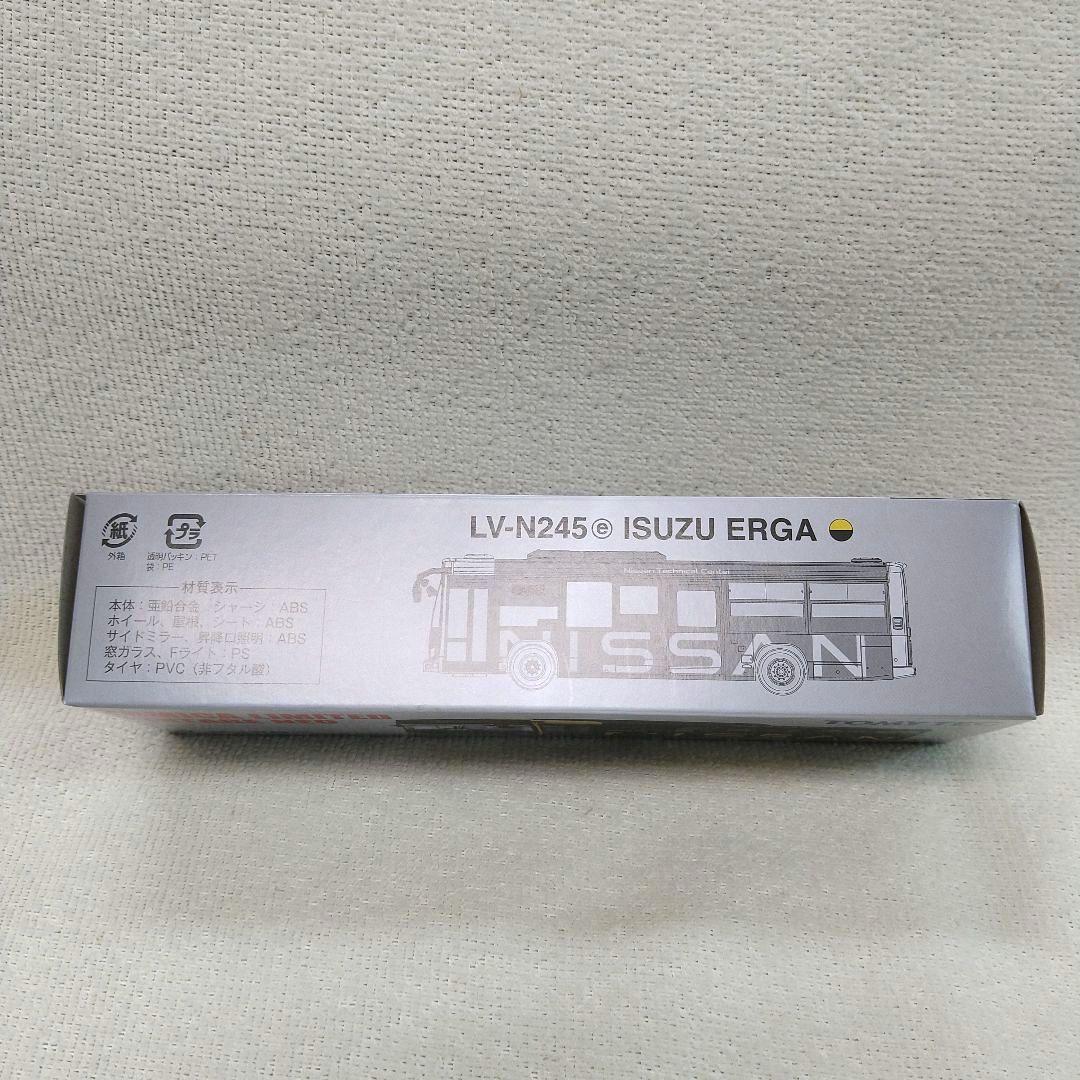 紙
外箱
プラ
透明パッキン：PET
袋：PE
材質表示
本体：亜鉛合金、シャーシ：ABS
ホイール、屋根、シート：ABS
サイドミラー、昇降口照明：ABS
窓ガラス、Fライト：PS
タイヤ：PVC（非フタル酸）
LV-N245 ⓔ ISUZU ERGA
Nissan Technical Center
NISSAN